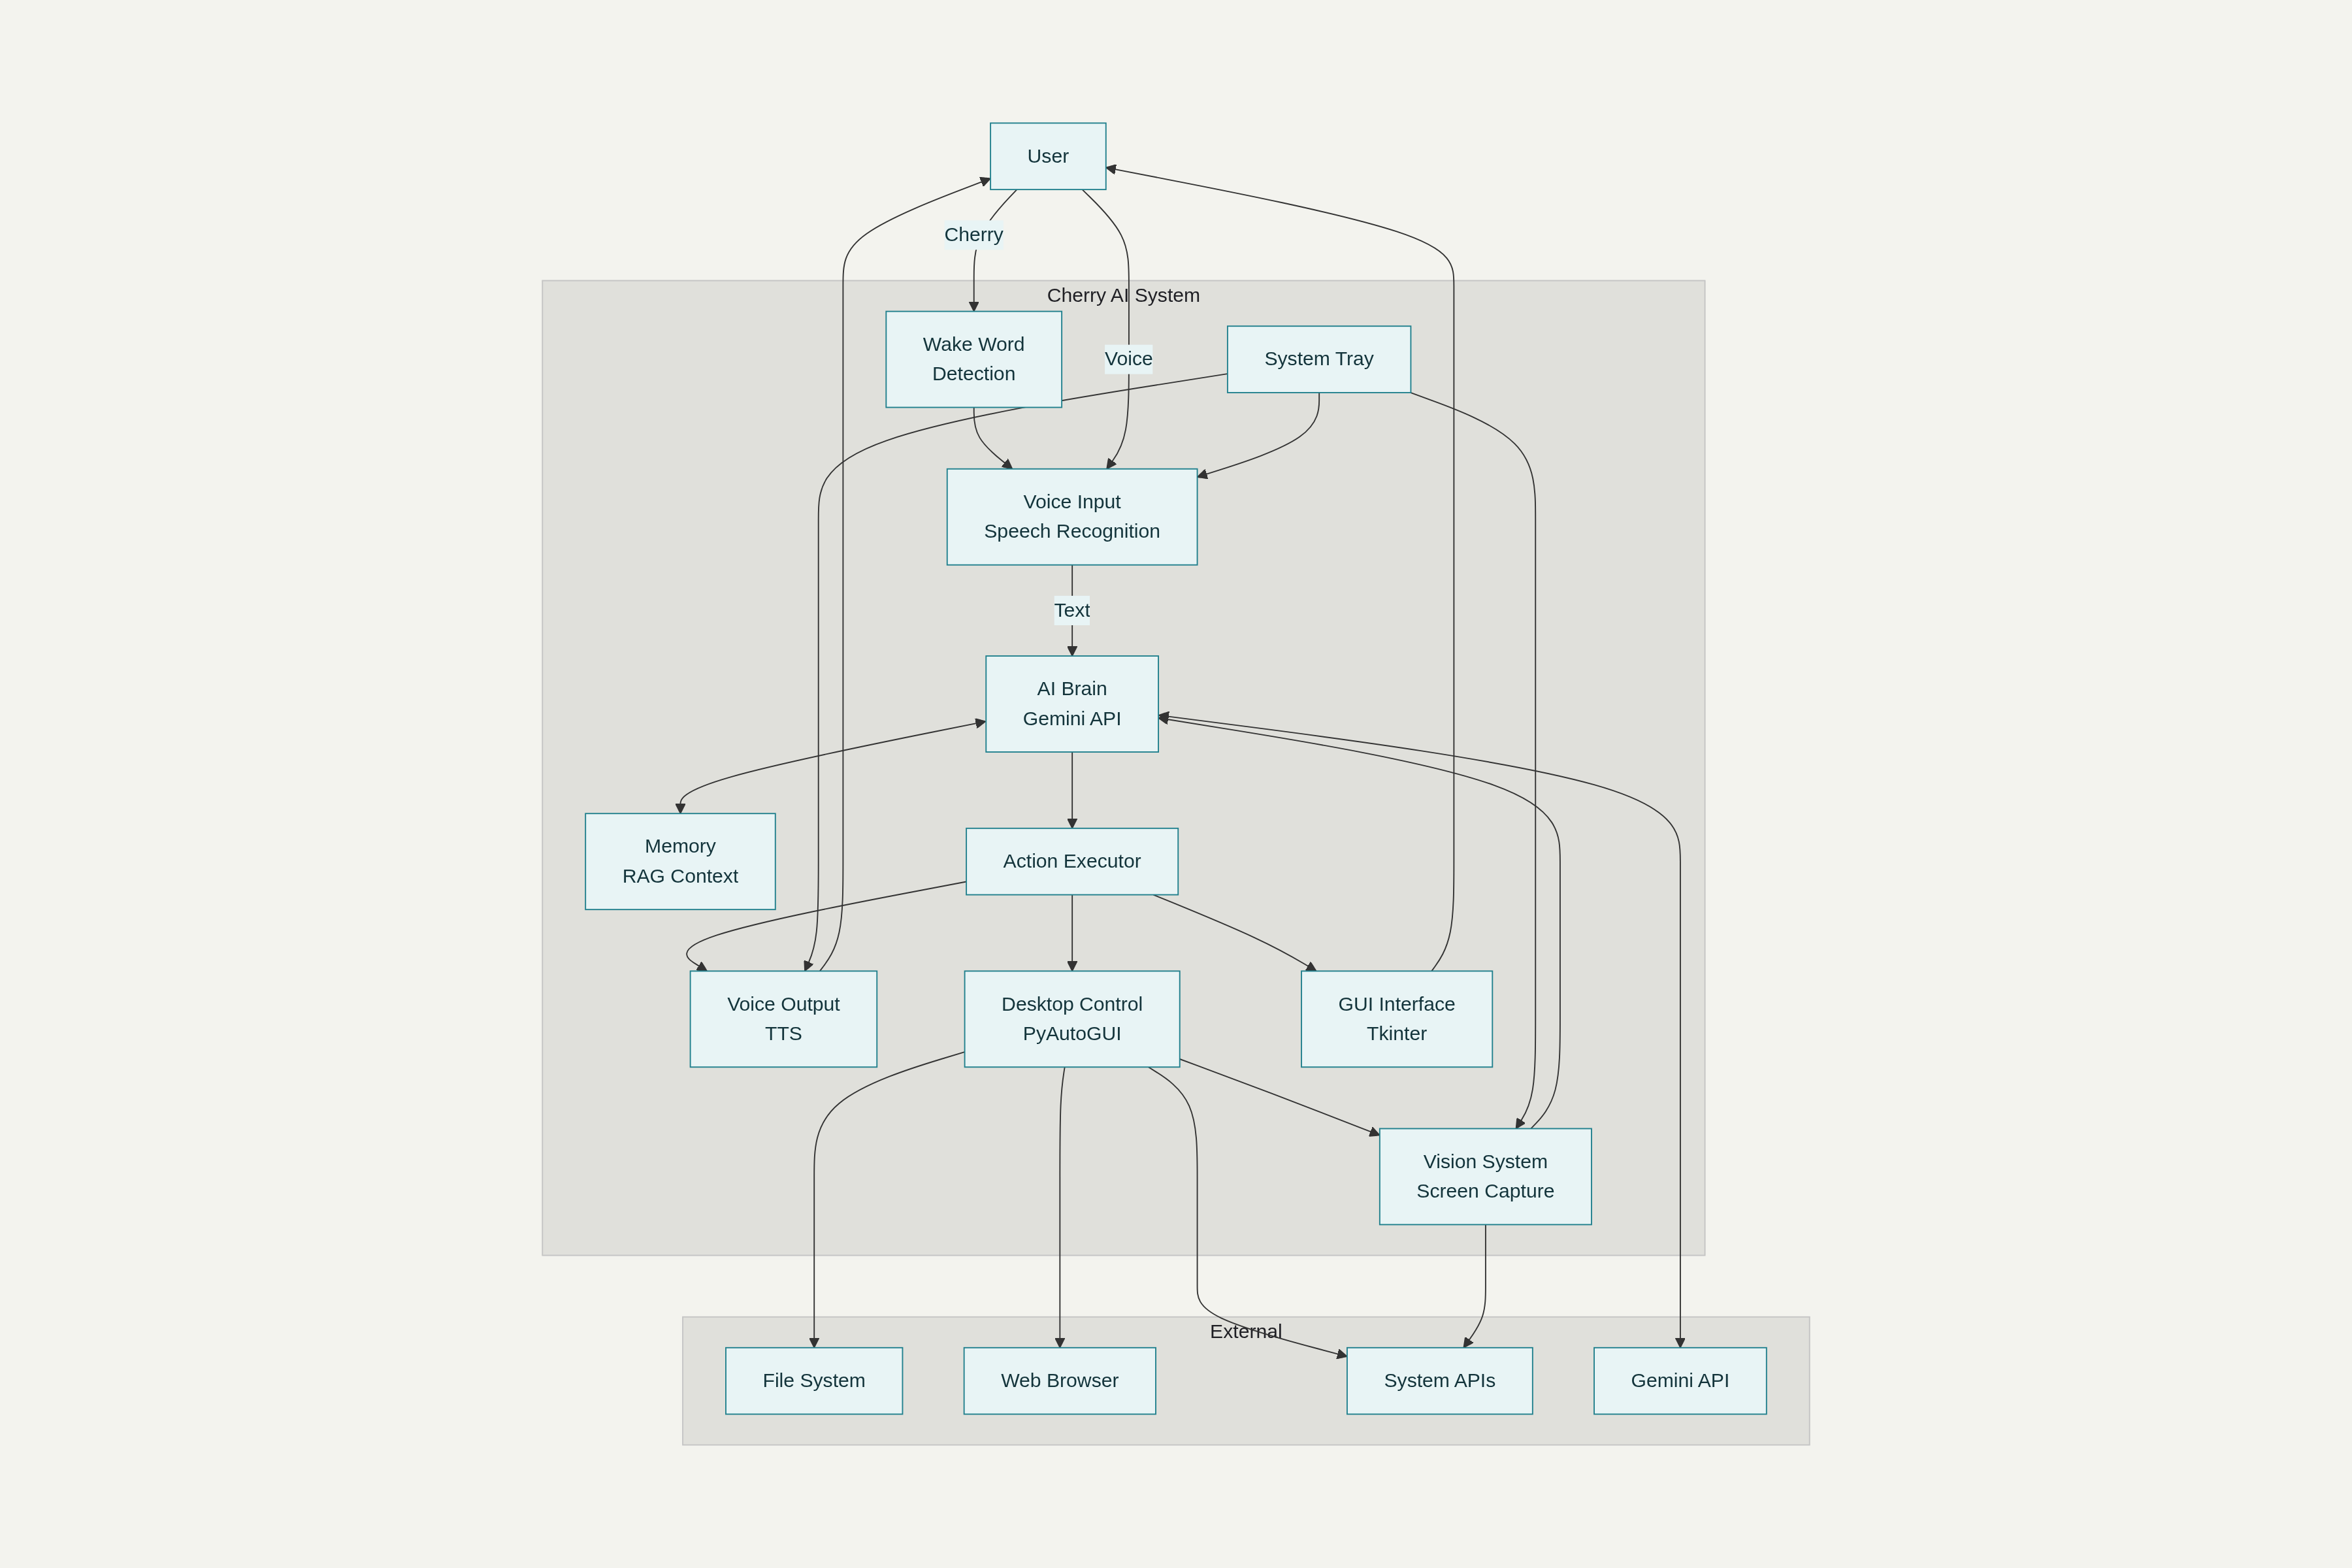 User
Cherry
Cherry AI System
Wake Word
Detection
Voice
System Tray
Voice Input
Speech Recognition
Text
AI Brain
Gemini API
Memory
RAG Context
Action Executor
Voice Output
TTS
Desktop Control
PyAutoGUI
GUI Interface
Tkinter
Vision System
Screen Capture
External
File System
Web Browser
System APIs
Gemini API